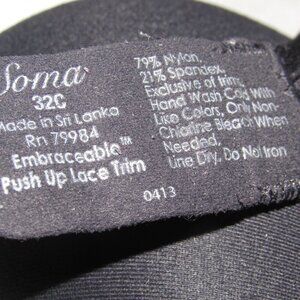 Soma
32C
Made in Sri Lanka
Rn 79984
Embraceable™
Push Up Lace Trim
79% Nylon,
21% Spandex,
Exclusive of trim,
Hand Wash Cold With
Like Colors, Only Non-
Chlorine Bleach When
Needed,
Line Dry, Do Not Iron
0413